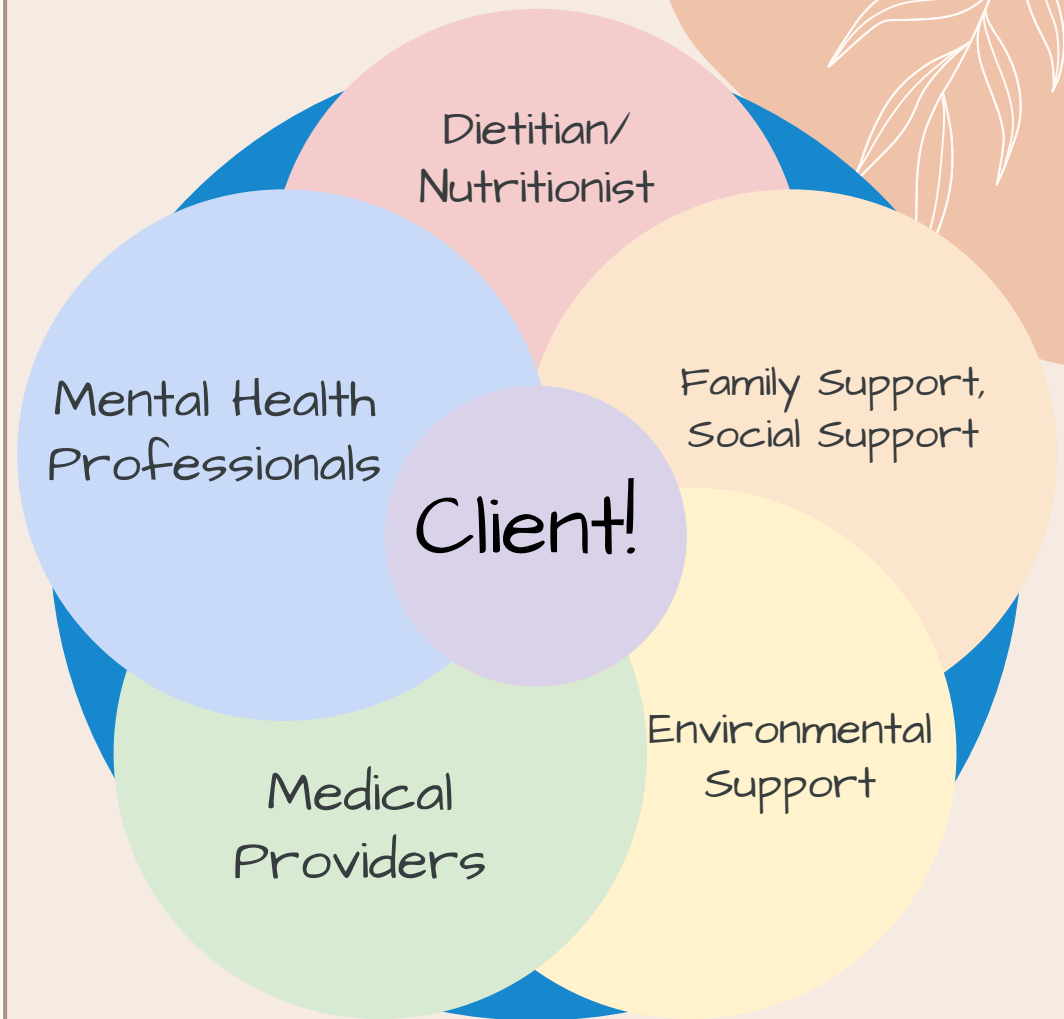 Dietitian/
Nutritionist
Mental Health
Professionals
Family Support,
Social Support
Client!
Environmental
Support
Medical
Providers